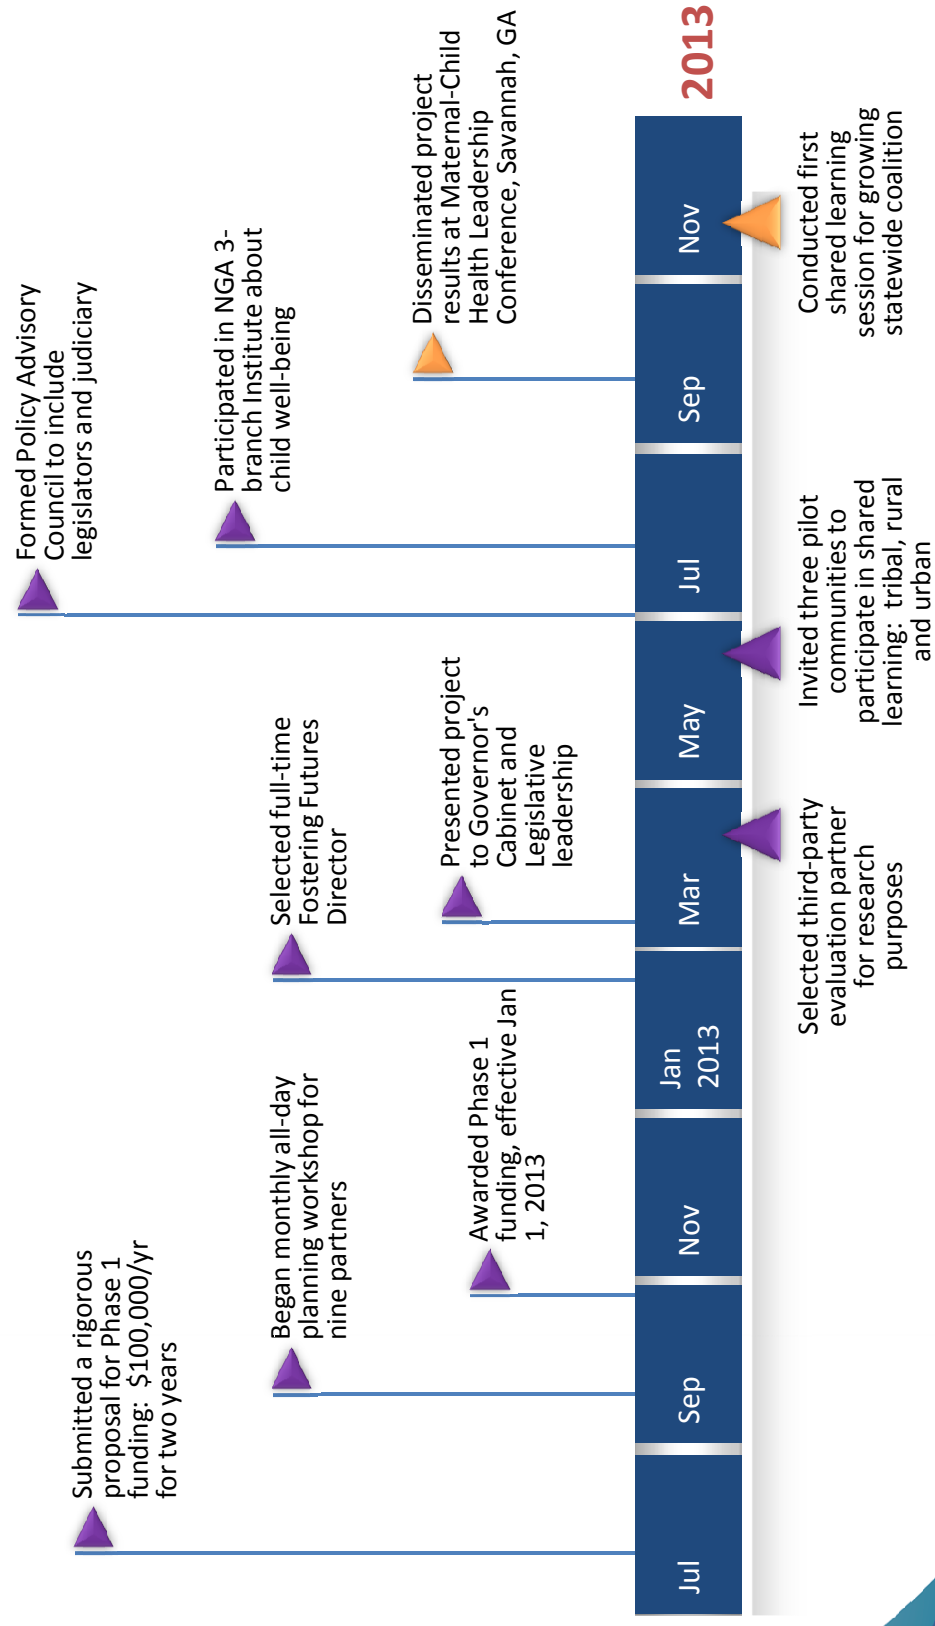 Submitted a rigorous
proposal for Phase 1
funding: $100,000/yr
for two years
Began monthly all-day
planning workshop for
nine partners
Awarded Phase 1
funding, effective Jan
1, 2013
Selected full-time
Fostering Futures
Director
Presented project
to Governor's
Cabinet and
Legislative
leadership
Formed Policy Advisory
Council to include
legislators and judiciary
Participated in NGA 3-
branch Institute about
child well-being
Disseminated project
results at Maternal-Child
Health Leadership
Conference, Savannah, GA
Jul
Sep
Nov
Jan
2013
Mar
May
Jul
Sep
Nov
2013
Selected third-party
evaluation partner
for research
purposes
Invited three pilot
communities to
participate in shared
learning: tribal, rural
and urban
Conducted first
shared learning
session for growing
statewide coalition